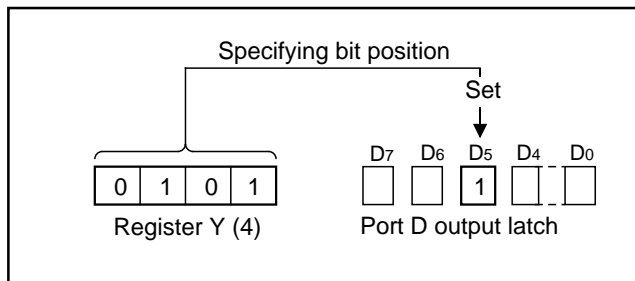 Specifying bit position
Set
D7 D6 D5 D4 D0
0 1 0 1 1
Register Y (4) Port D output latch